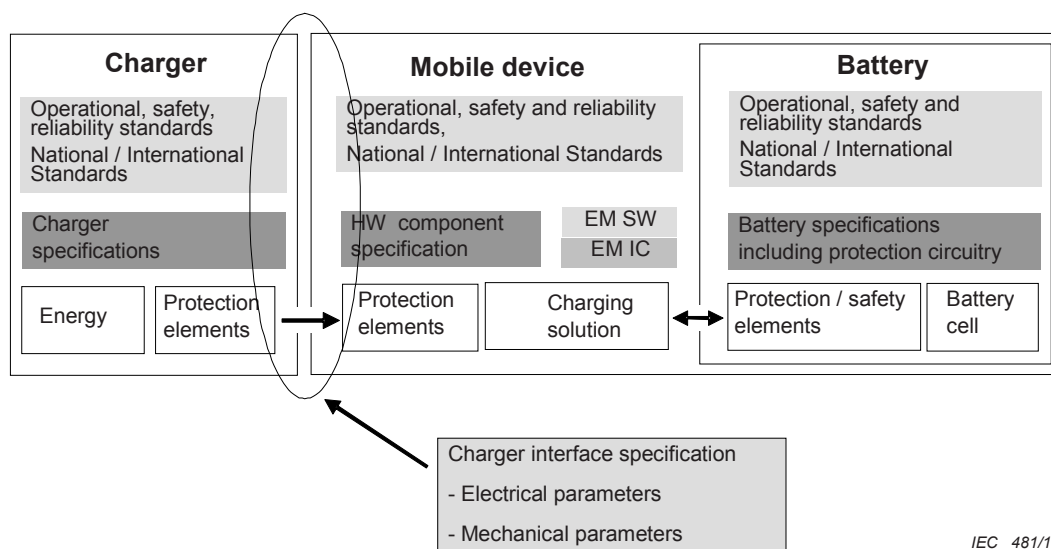 Charger
Operational, safety,
reliability standards
National / International
Standards
Charger
specifications
Energy
Protection
elements
Mobile device
Operational, safety and reliability
standards,
National / International Standards
HW component
specification
EM SW
EM IC
Protection
elements
Charging
solution
Battery
Operational, safety and
reliability standards
National / International
Standards
Battery specifications
including protection circuitry
Protection / safety
elements
Battery
cell
Charger interface specification
- Electrical parameters
- Mechanical parameters
IEC 481/1